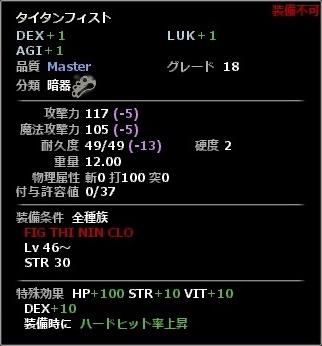 装備不可
タイタンフィスト
DEX+1 LUK+1
AGI+1
品質 Master グレード 18
分類 暗器
攻撃力 117 (-5)
魔法攻撃力 105 (-5)
耐久度 49/49 (-13) 硬度 2
重量 12.00
物理属性 斬0 打100 突0
付与許容値 0/37
装備条件 全種族
FIG THI NIN CLO
Lv 46～
STR 30
特殊効果 HP+100 STR+10 VIT+10
DEX+10
装備時に ハードヒット率上昇